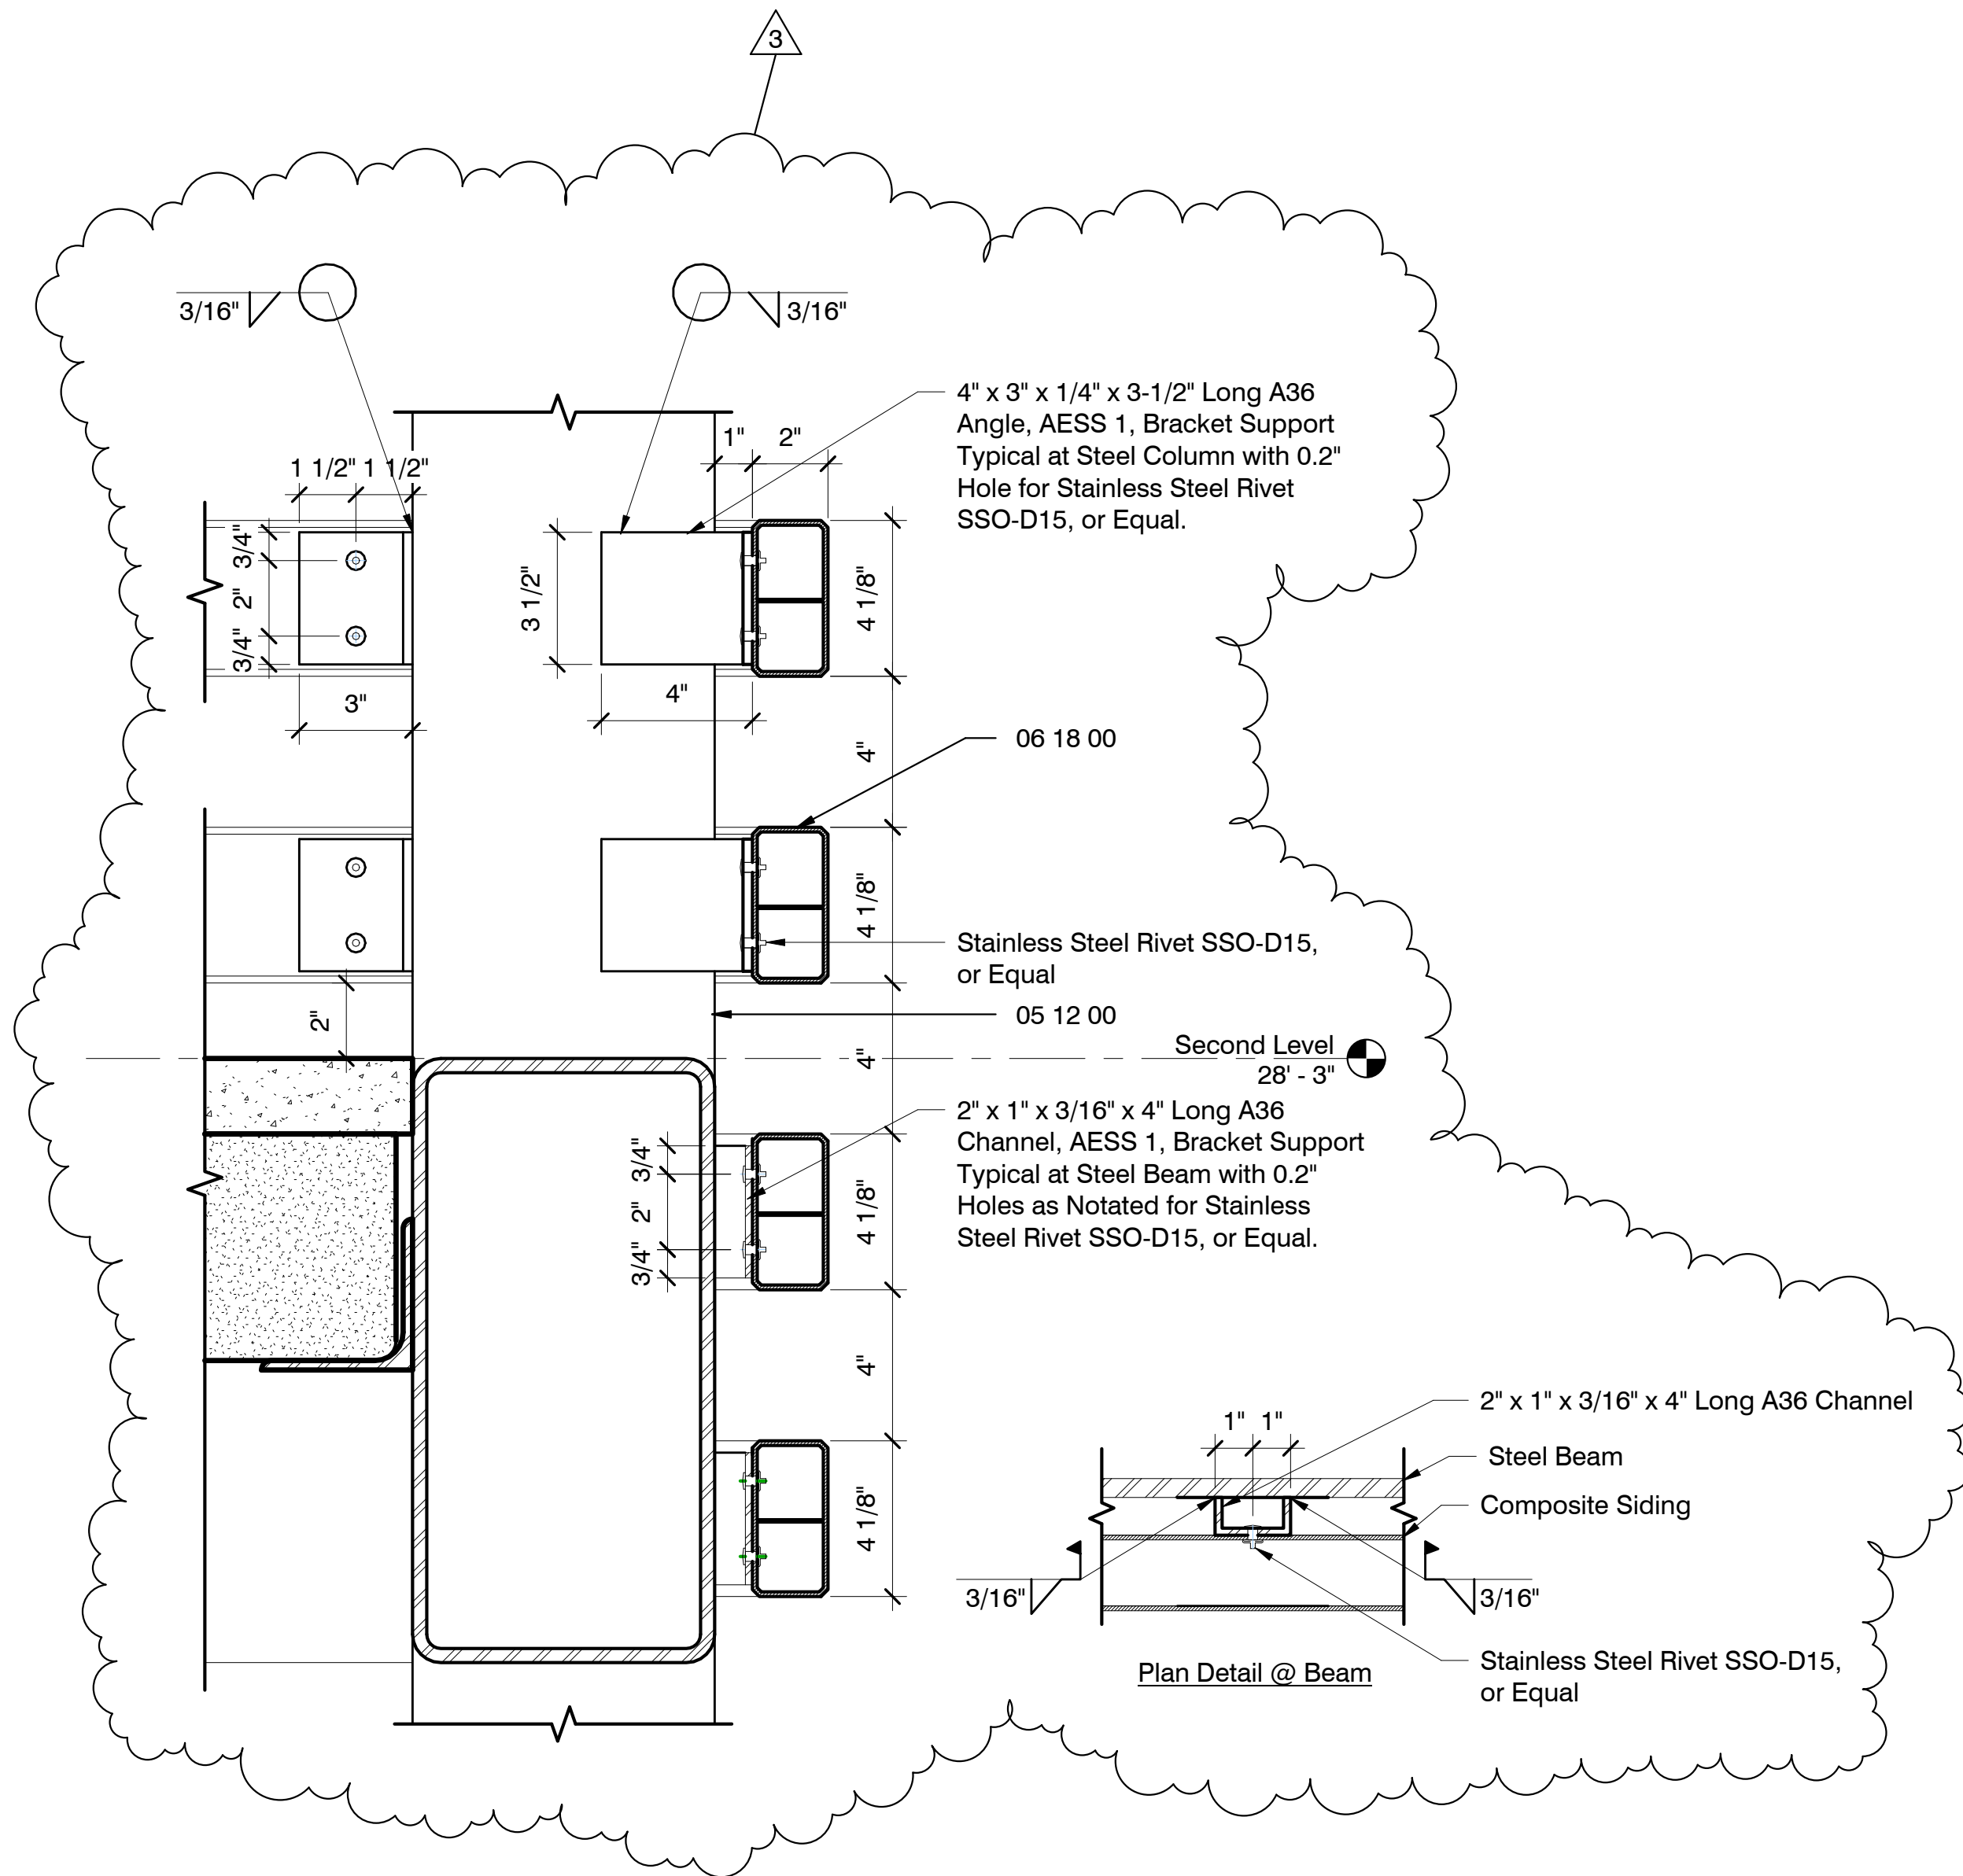 3
3/16"
3/16"
4" x 3" x 1/4" x 3-1/2" Long A36
Angle, AESS 1, Bracket Support
Typical at Steel Column with 0.2"
Hole for Stainless Steel Rivet
SSO-D15, or Equal.
1"
2"
1 1/2"
1 1/2"
3/4"
2"
3/4"
3 1/2"
4 1/8"
3"
4"
4"
06 18 00
4 1/8"
Stainless Steel Rivet SSO-D15,
or Equal
2"
05 12 00
4"
Second Level
28' - 3"
2" x 1" x 3/16" x 4" Long A36
Channel, AESS 1, Bracket Support
Typical at Steel Beam with 0.2"
Holes as Notated for Stainless
Steel Rivet SSO-D15, or Equal.
3/4"
2"
3/4"
4 1/8"
4"
4 1/8"
2" x 1" x 3/16" x 4" Long A36 Channel
1"
1"
Steel Beam
Composite Siding
3/16"
3/16"
Stainless Steel Rivet SSO-D15,
or Equal
Plan Detail @ Beam